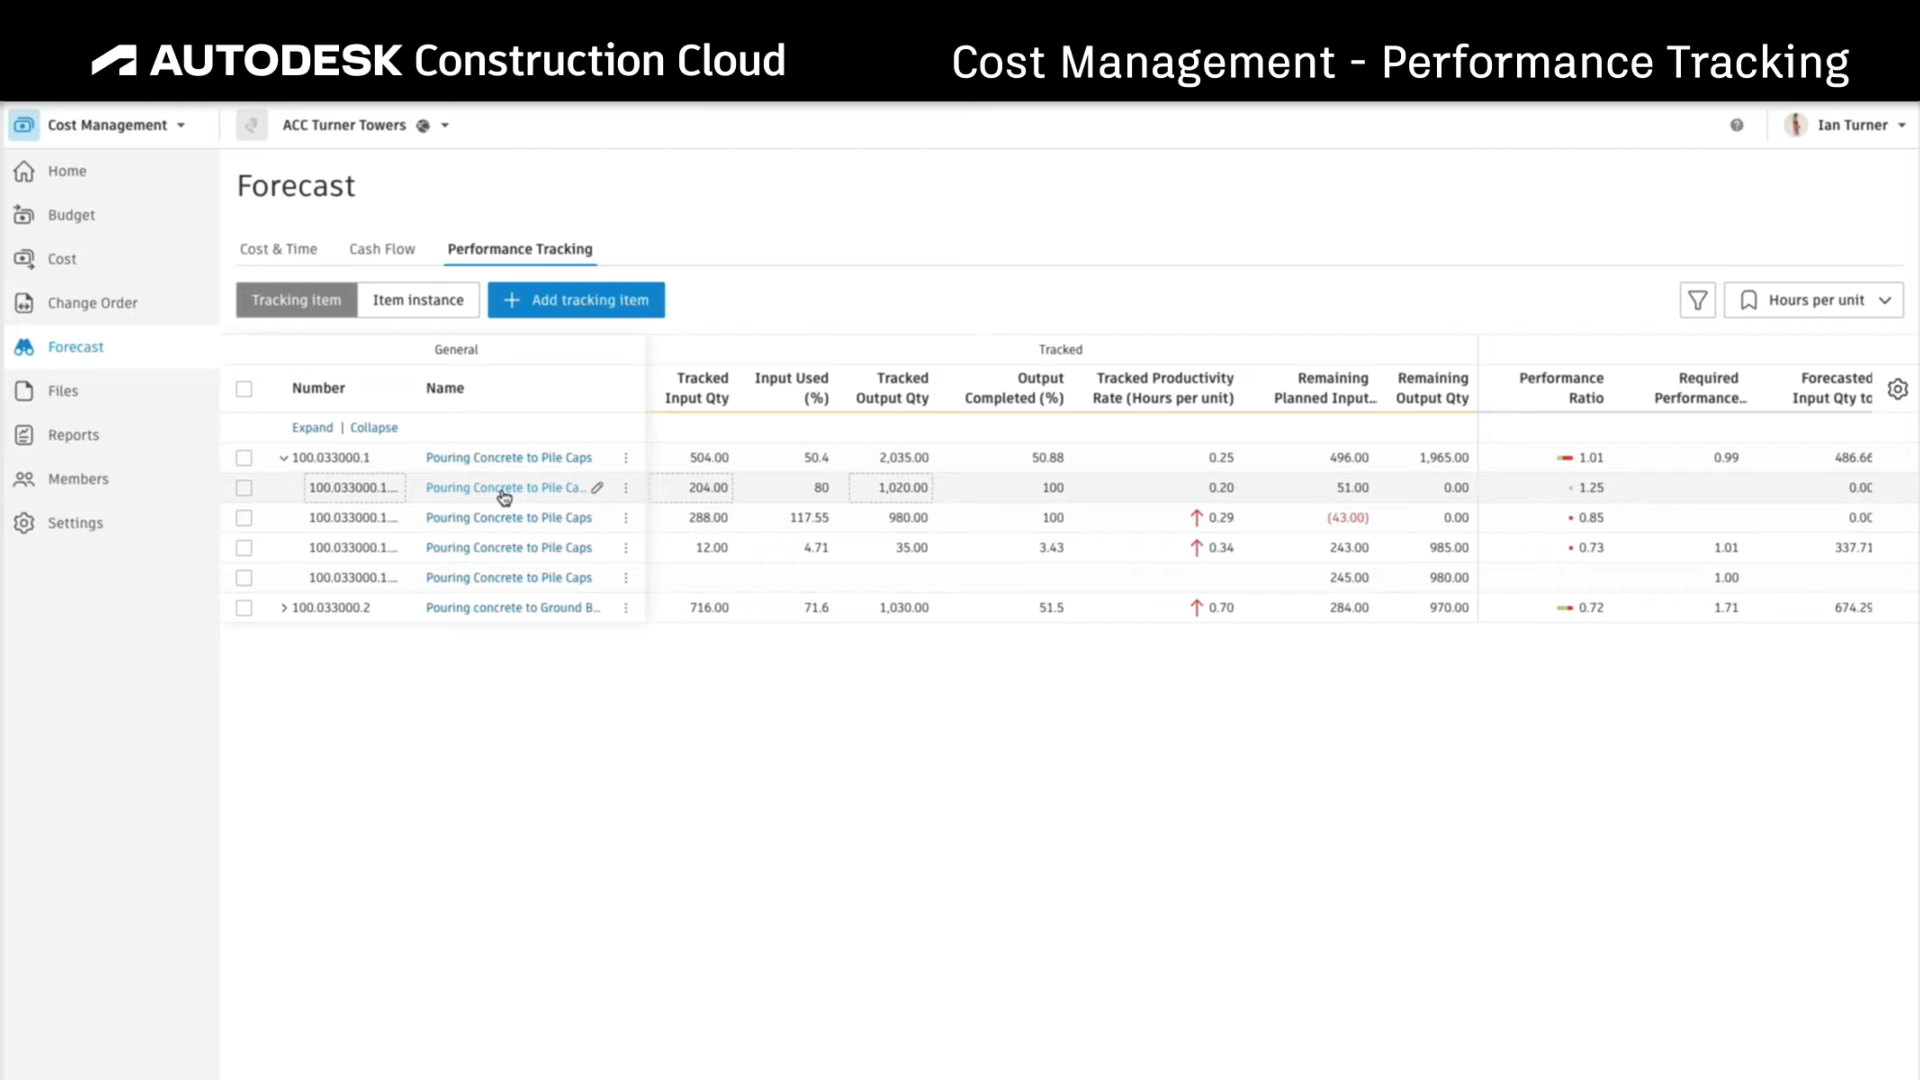 AUTODESK Construction Cloud
Cost Management - Performance Tracking
Cost Management
ACC Turner Towers
Ian Turner
Home
Budget
Cost
Change Order
Forecast
Files
Reports
Members
Settings
Forecast
Cost & Time Cash Flow Performance Tracking
Tracking item Item instance + Add tracking item Hours per unit
General Tracked
Number Name Tracked Input Qty Input Used (%) Tracked Output Qty Output Completed (%) Tracked Productivity Rate (Hours per unit) Remaining Planned Input... Remaining Output Qty Performance Ratio Required Performance... Forecasted Input Qty to
Expand | Collapse
100.033000.1 Pouring Concrete to Pile Caps 504.00 50.4 2,035.00 50.88 0.25 496.00 1,965.00 1.01 0.99 486.66
100.033000.1... Pouring Concrete to Pile Ca... 204.00 80 1,020.00 100 0.20 51.00 0.00 1.25 0.00
100.033000.1... Pouring Concrete to Pile Caps 288.00 117.55 980.00 100 ↑ 0.29 (43.00) 0.00 0.85 0.00
100.033000.1... Pouring Concrete to Pile Caps 12.00 4.71 35.00 3.43 ↑ 0.34 243.00 985.00 0.73 1.01 337.71
100.033000.1... Pouring Concrete to Pile Caps 245.00 980.00 1.00
100.033000.2 Pouring concrete to Ground B... 716.00 71.6 1,030.00 51.5 ↑ 0.70 284.00 970.00 0.72 1.71 674.29